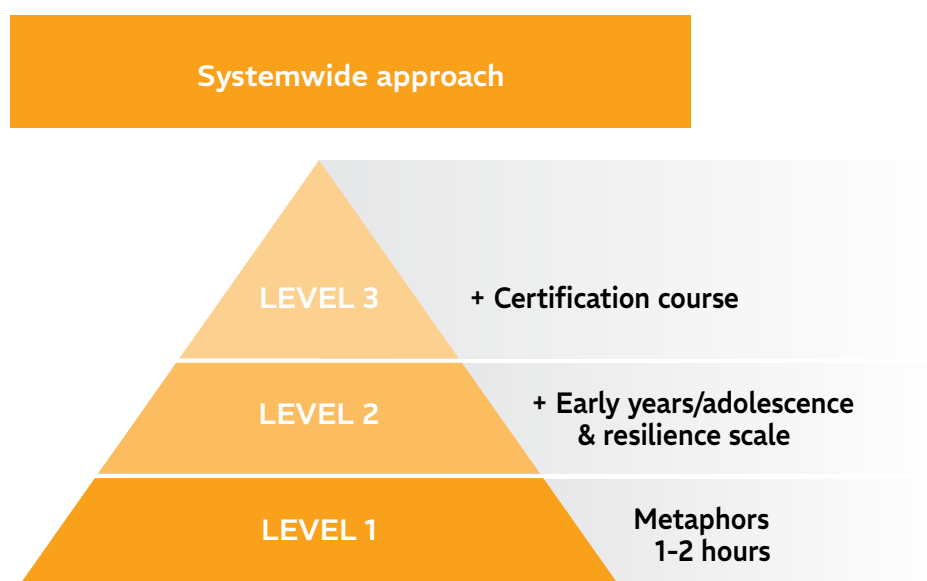 Systemwide approach
LEVEL 3
+ Certification course
LEVEL 2
+ Early years/adolescence
& resilience scale
LEVEL 1
Metaphors
1-2 hours